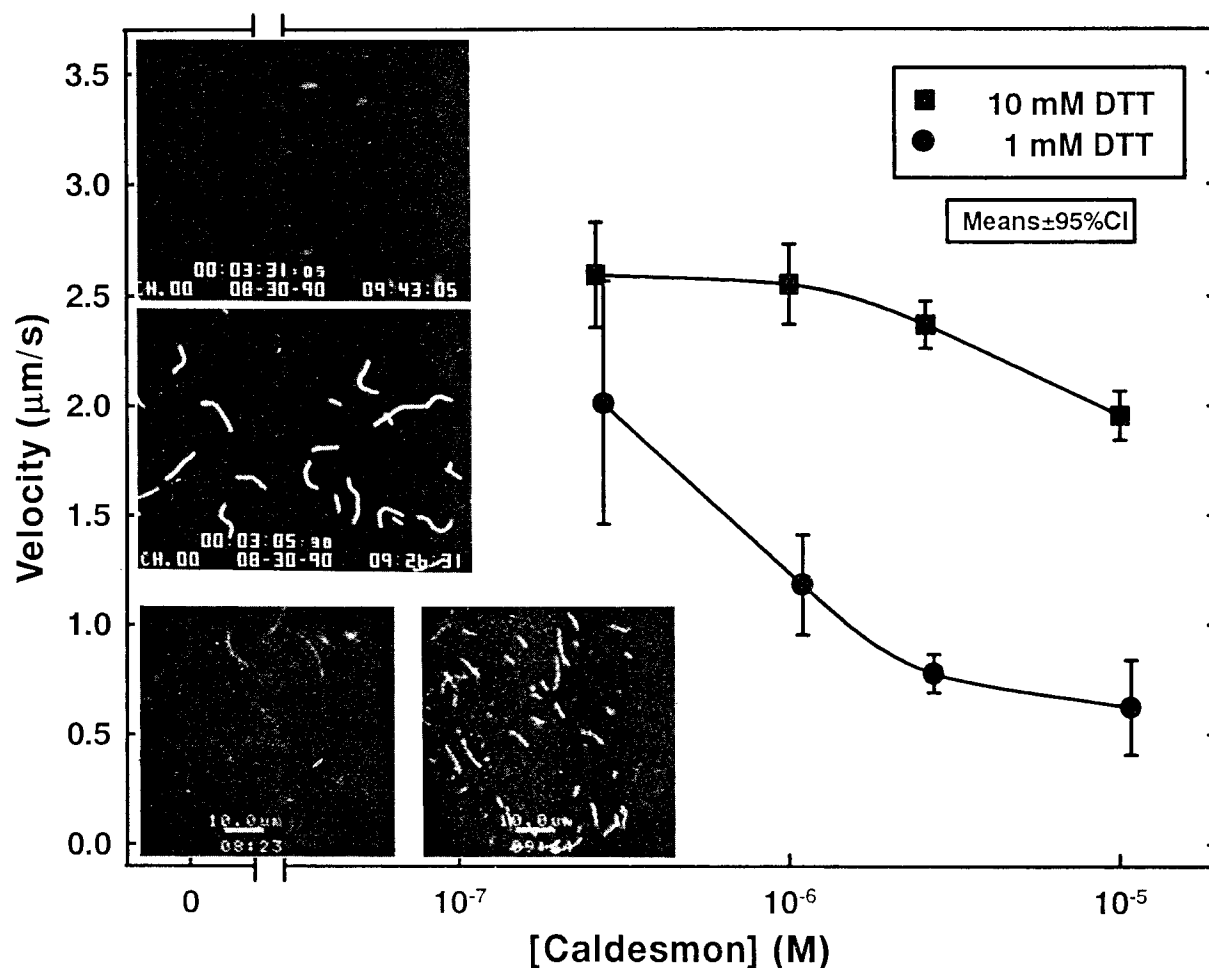 3.5
3.0
2.5
2.0
1.5
1.0
0.5
0.0
Velocity (μm/s)
00:03:31:05
CH.00 08-30-90 09:43:05
00:03:05:
CH.00 08-30-90 09:26:31
10.0um
08:23
10.0um
10 mM DTT
1 mM DTT
Means±95%CI
0 10⁻⁷ 10⁻⁶ 10⁻⁵
[Caldesmon] (M)